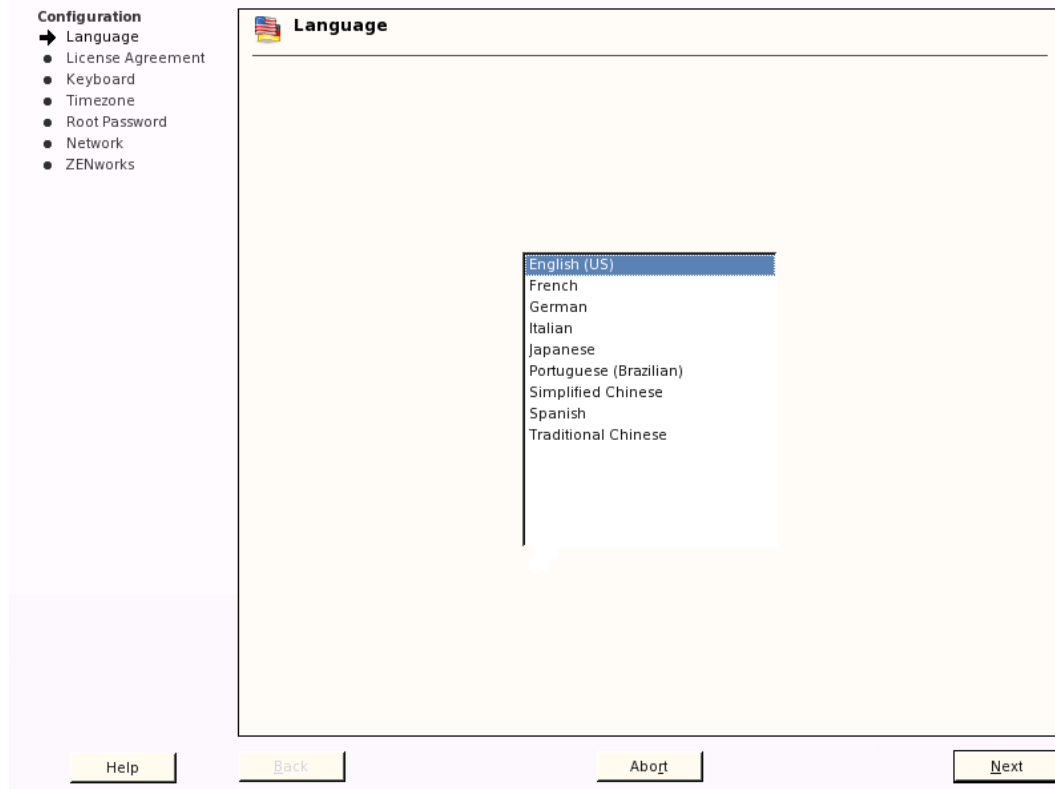 Configuration
Language
License Agreement
Keyboard
Timezone
Root Password
Network
ZENworks
Language
English (US)
French
German
Italian
Japanese
Portuguese (Brazilian)
Simplified Chinese
Spanish
Traditional Chinese
Help
Back
Abort
Next